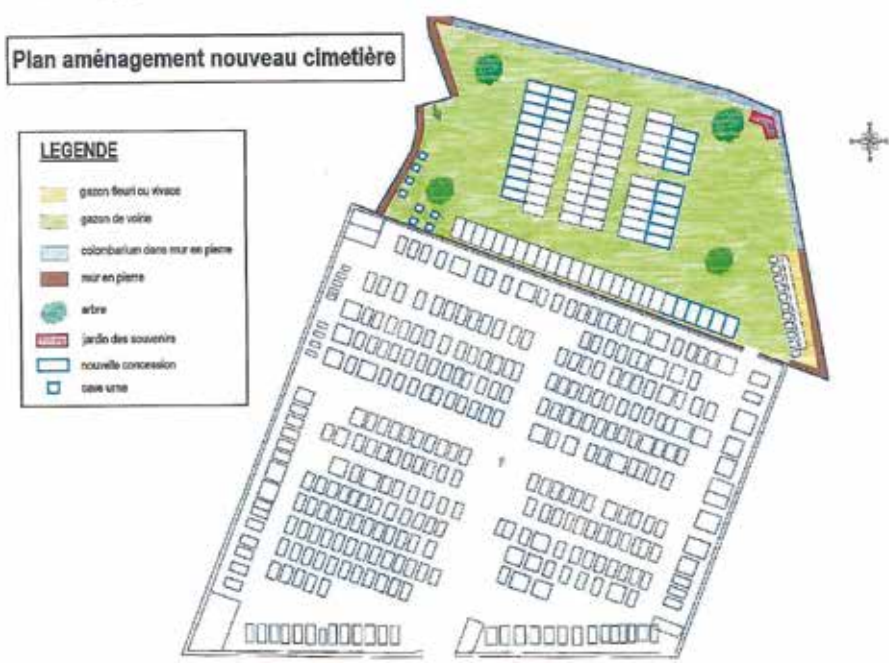 Plan aménagement nouveau cimetière
LEGENDE
gazon fleuri ou vivace
gazon de voirie
colombarium dans mur en pierre
mur en pierre
arbre
jardin des souvenirs
nouvelle concession
cave urne